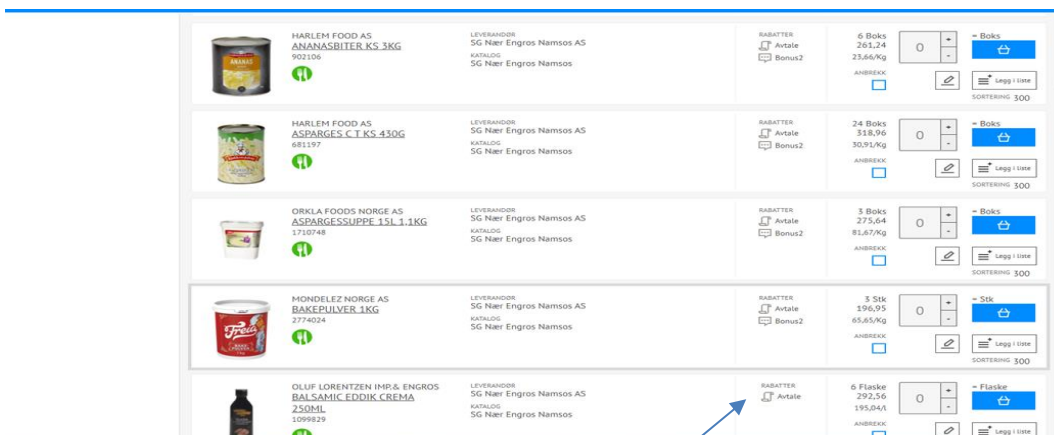 HARLEM FOOD AS
ANANASBITER KS 3KG
902106
LEVERANDØR
SG Nær Engros Namsos AS
KATALOG
SG Nær Engros Namsos
RABATTER
Avtale
Bonus2
6 Boks
261,24
23,66/Kg
ANBREKK
0
+
-
= Boks
Legg i liste
SORTERING 300
ANANAS
HARLEM FOOD AS
ASPARGES C T KS 430G
681197
LEVERANDØR
SG Nær Engros Namsos AS
KATALOG
SG Nær Engros Namsos
RABATTER
Avtale
Bonus2
24 Boks
318,96
30,91/Kg
ANBREKK
0
+
-
= Boks
Legg i liste
SORTERING 300
ORKLA FOODS NORGE AS
ASPARGESSUPPE 15L 1,1KG
1710748
LEVERANDØR
SG Nær Engros Namsos AS
KATALOG
SG Nær Engros Namsos
RABATTER
Avtale
Bonus2
3 Boks
275,64
81,67/Kg
ANBREKK
0
+
-
= Boks
Legg i liste
SORTERING 300
MONDELEZ NORGE AS
BAKEPULVER 1KG
2774024
LEVERANDØR
SG Nær Engros Namsos AS
KATALOG
SG Nær Engros Namsos
RABATTER
Avtale
Bonus2
3 Stk
196,95
65,65/Kg
ANBREKK
0
+
-
= Stk
Legg i liste
SORTERING 300
Freia
OLUF LORENTZEN IMP.& ENGROS
BALSAMIC EDDIK CREMA
250ML
1099829
LEVERANDØR
SG Nær Engros Namsos AS
KATALOG
SG Nær Engros Namsos
RABATTER
Avtale
6 Flaske
292,56
195,04/l
ANBREKK
0
+
-
= Flaske
Legg i liste